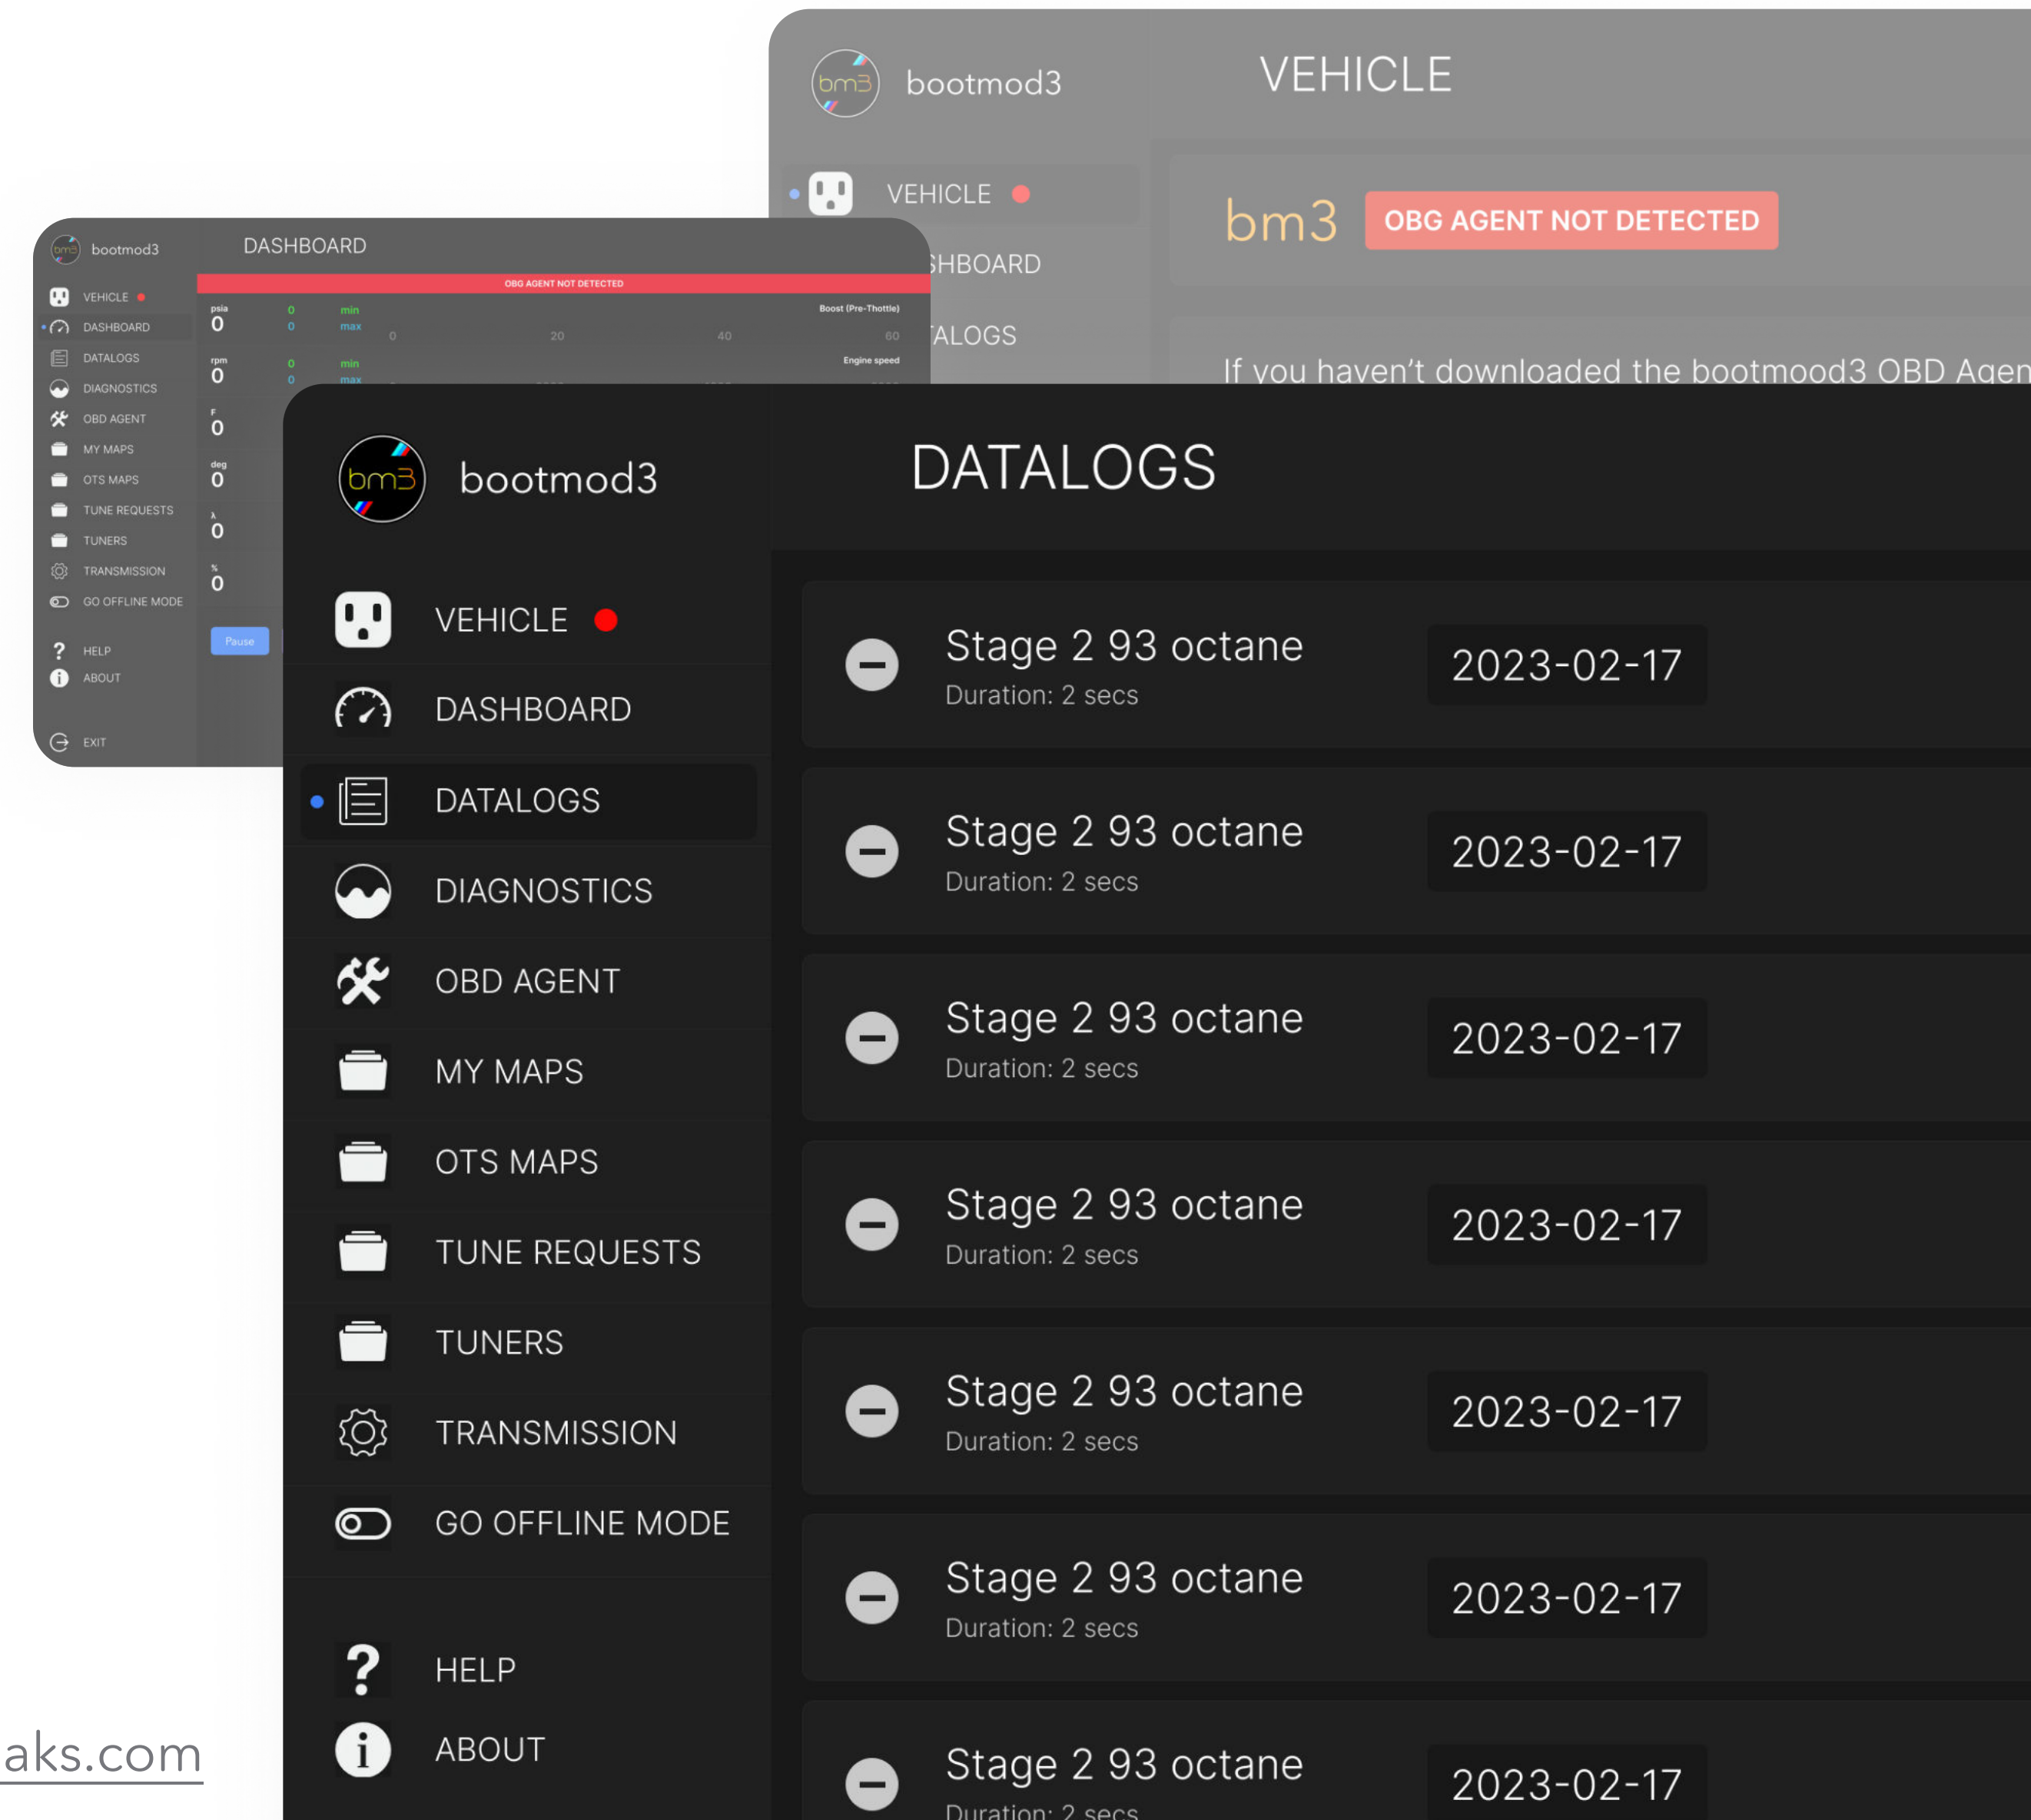 bm3
bootmod3
VEHICLE
VEHICLE
SHBOARD
TALOGS
bm3
OBG AGENT NOT DETECTED
If you haven't downloaded the bootmood3 OBD Agen
bm3
bootmod3
DASHBOARD
VEHICLE
DASHBOARD
DATALOGS
DIAGNOSTICS
OBD AGENT
MY MAPS
OTS MAPS
TUNE REQUESTS
TUNERS
TRANSMISSION
GO OFFLINE MODE
HELP
ABOUT
EXIT
OBG AGENT NOT DETECTED
psia 0 min Boost (Pre-Thottle)
0 0 max 0 20 40 60
rpm 0 min Engine speed
0 0 max
F
0
deg
0
λ
0
%
0
Pause
bm3
bootmod3
DATALOGS
VEHICLE
DASHBOARD
DATALOGS
DIAGNOSTICS
OBD AGENT
MY MAPS
OTS MAPS
TUNE REQUESTS
TUNERS
TRANSMISSION
GO OFFLINE MODE
HELP
ABOUT
Stage 2 93 octane 2023-02-17
Duration: 2 secs
Stage 2 93 octane 2023-02-17
Duration: 2 secs
Stage 2 93 octane 2023-02-17
Duration: 2 secs
Stage 2 93 octane 2023-02-17
Duration: 2 secs
Stage 2 93 octane 2023-02-17
Duration: 2 secs
Stage 2 93 octane 2023-02-17
Duration: 2 secs
Stage 2 93 octane 2023-02-17
Duration: 2 secs
aks.com